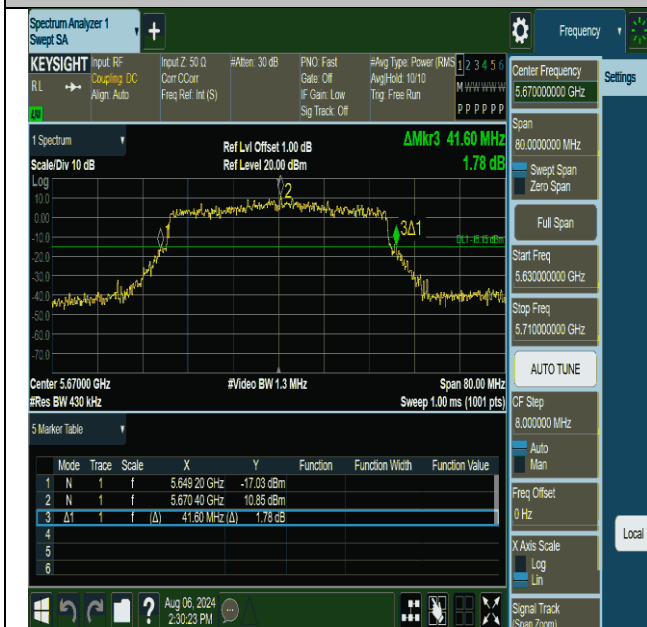 Spectrum Analyzer 1
Swept SA
+
Frequency
KEYSIGHT
RL
Input: RF
Coupling: DC
Align: Auto
Input Z: 50 Ω
Corr CCorr
Freq Ref: Int (S)
#Atten: 30 dB
PNO: Fast
Gate: Off
IF Gain: Low
Sig Track: Off
#Avg Type: Power (RMS
Avg|Hold: 10/10
Trig: Free Run
1 2 3 4 5 6
M W W W W W
P P P P P P
Center Frequency
5.670000000 GHz
Settings
Span
80.0000000 MHz
Swept Span
Zero Span
Full Span
Start Freq
5.630000000 GHz
Stop Freq
5.710000000 GHz
AUTO TUNE
CF Step
8.000000 MHz
Auto
Man
Freq Offset
0 Hz
X Axis Scale
Log
Lin
Signal Track
(Span Zoom)
Local
1 Spectrum
Scale/Div 10 dB
Ref Lvl Offset 1.00 dB
Ref Level 20.00 dBm
ΔMkr3 41.60 MHz
1.78 dB
Log
10.0
0.00
-10.0
-20.0
-30.0
-40.0
-50.0
-60.0
-70.0
1
2
3Δ1
DL1 -15.15 dBm
Center 5.67000 GHz
#Video BW 1.3 MHz
Span 80.00 MHz
#Res BW 430 kHz
Sweep 1.00 ms (1001 pts)
5 Marker Table
Mode Trace Scale X Y Function Function Width Function Value
1 N 1 f 5.649 20 GHz -17.03 dBm
2 N 1 f 5.670 40 GHz 10.85 dBm
3 Δ1 1 f (Δ) 41.60 MHz (Δ) 1.78 dB
4
5
6
?
Aug 06, 2024
2:30:23 PM